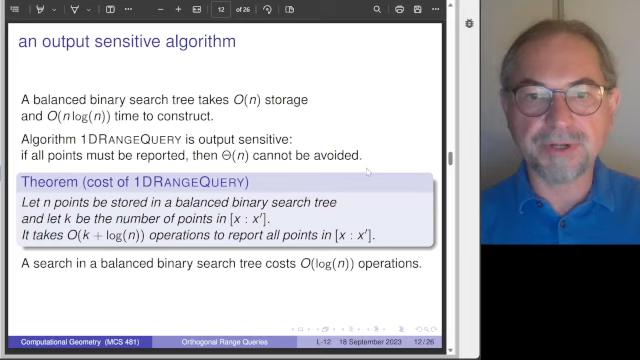 12
of 26
an output sensitive algorithm
A balanced binary search tree takes O(n) storage
and O(n log(n)) time to construct.
Algorithm 1DRANGEQUERY is output sensitive:
if all points must be reported, then Θ(n) cannot be avoided.
Theorem (cost of 1DRANGEQUERY)
Let n points be stored in a balanced binary search tree
and let k be the number of points in [x : x′].
It takes O(k + log(n)) operations to report all points in [x : x′].
A search in a balanced binary search tree costs O(log(n)) operations.
Computational Geometry (MCS 481) Orthogonal Range Queries L-12 18 September 2023 12 / 26